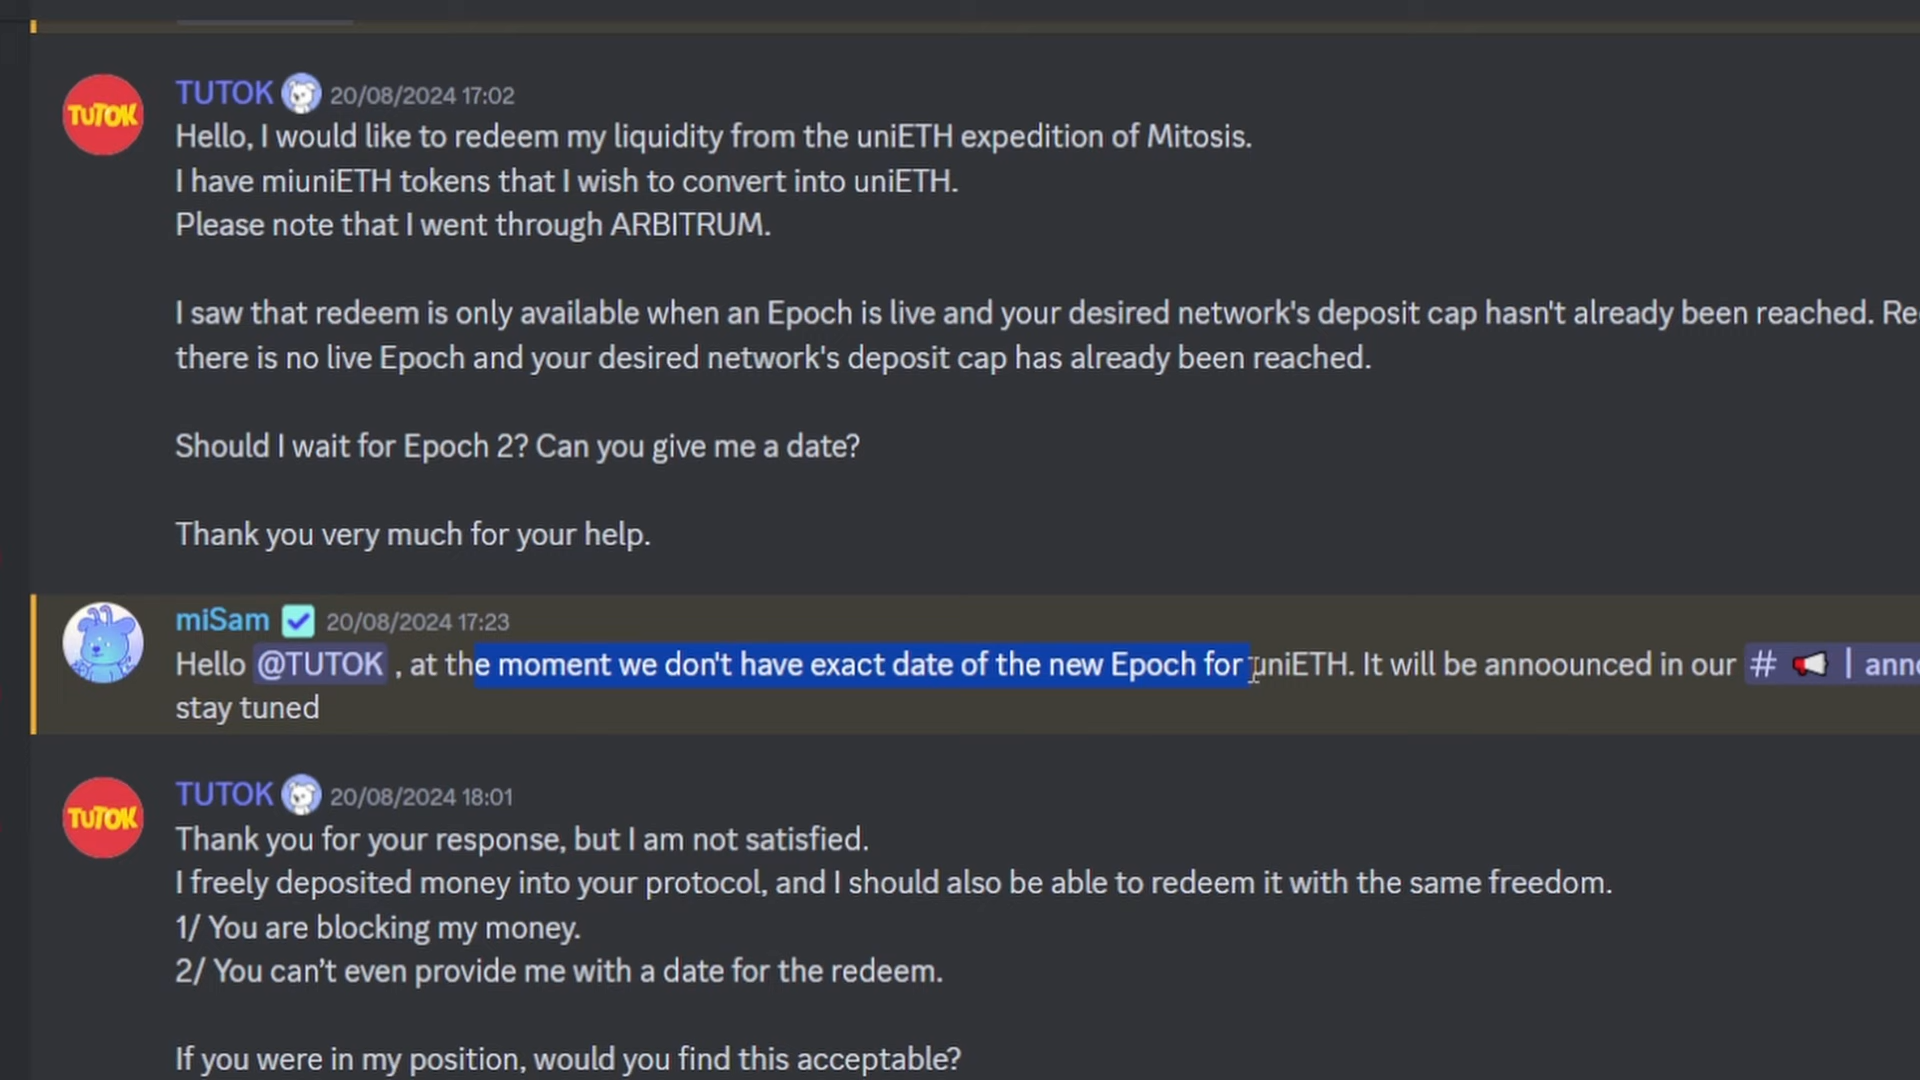 TUTOK 20/08/2024 17:02
TUTOK
Hello, I would like to redeem my liquidity from the uniETH expedition of Mitosis.
I have miuniETH tokens that I wish to convert into uniETH.
Please note that I went through ARBITRUM.
I saw that redeem is only available when an Epoch is live and your desired network's deposit cap hasn't already been reached. Re
there is no live Epoch and your desired network's deposit cap has already been reached.
Should I wait for Epoch 2? Can you give me a date?
Thank you very much for your help.
miSam 20/08/2024 17:23
Hello @TUTOK , at the moment we don't have exact date of the new Epoch for uniETH. It will be annoounced in our # | ann
stay tuned
TUTOK 20/08/2024 18:01
TUTOK
Thank you for your response, but I am not satisfied.
I freely deposited money into your protocol, and I should also be able to redeem it with the same freedom.
1/ You are blocking my money.
2/ You can't even provide me with a date for the redeem.
If you were in my position, would you find this acceptable?